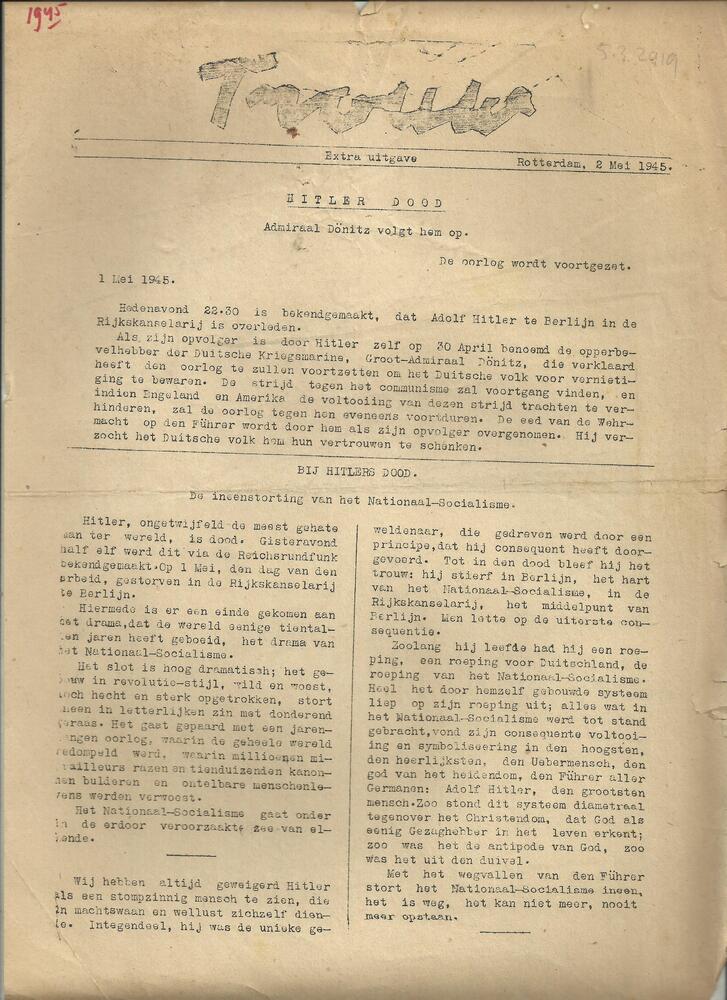 1945
5.3.2919
Extra uitgave
Rotterdam, 2 Mei 1945.
HITLER DOOD
Admiraal Dönitz volgt hem op.
De oorlog wordt voortgezet.
1 Mei 1945.
Hedenavond 22.30 is bekendgemaakt, dat Adolf Hitler te Berlijn in de
Rijkskanselarij is overleden.
Als zijn opvolger is door Hitler zelf op 30 April benoemd de opperbe-
velhebber der Duitsche Kriegsmarine, Groot-Admiraal Dönitz, die verklaard
heeft den oorlog te zullen voortzetten om het Duitsche volk voor vernieti-
ging te bewaren. De strijd tegen het communisme zal voortgang vinden, en
indien Engeland en Amerika de voltooiing van dezen strijd trachten te ver-
hinderen, zal de oorlog tegen hen eveneens voortduren. De eed van de Wehr-
macht op den Führer wordt door hem als zijn opvolger overgenomen. Hij ver-
zocht het Duitsche volk hem hun vertrouwen te schenken.
BIJ HITLERS DOOD.
De ineenstorting van het Nationaal-Socialisme.
Hitler, ongetwijfeld de meest gehate
man ter wereld, is dood. Gisteravond
half elf werd dit via de Reichsrundfunk
bekendgemaakt. Op 1 Mei, den dag van den
arbeid, gestorven in de Rijkskanselarij
te Berlijn.
Hiermede is er een einde gekomen aan
het drama, dat de wereld eenige tiental-
len jaren heeft geboeid, het drama van
het Nationaal-Socialisme.
Het slot is hoog dramatisch; het ge-
bouw in revolutie-stijl, wild en woest,
toch hecht en sterk opgetrokken, stort
ineen in letterlijken zin met donderend
geraas. Het gaat gepaard met een jaren-
langen oorlog, waarin de geheele wereld
gedompeld werd, waarin millioenen mi-
trailleurs razen en tienduizenden kanon-
nen bulderen en ontelbare menschenle-
vens werden verwoest.
Het Nationaal-Socialisme gaat onder
in de erdoor veroorzaakte zee van el-
lende.
Wij hebben altijd geweigerd Hitler
als een stompzinnig mensch te zien, die
in machtswaan en wellust zichzelf dien-
te. Integendeel, hij was de unieke ge-
weldenaar, die gedreven werd door een
principe, dat hij consequent heeft door-
gevoerd. Tot in den dood bleef hij het
trouw: hij stierf in Berlijn, het hart
van het Nationaal-Socialisme, in de
Rijkskanselarij, het middelpunt van
Berlijn. Men lette op de uiterste con-
sequentie.
Zoolang hij leefde had hij een roe-
ping, een roeping voor Duitschland, de
roeping van het Nationaal-Socialisme.
Heel het door hemzelf gebouwde systeem
liep op zijn roeping uit; alles wat in
het Nationaal-Socialisme werd tot stand
gebracht, vond zijn consequente voltooi-
ing en symboliseering in den hoogsten,
den heerlijksten, den Uebermensch, den
god van het heidendom, den Führer aller
Germanen: Adolf Hitler, den grootsten
mensch. Zoo stond dit systeem diametraal
tegenover het Christendom, dat God als
eenig Gezaghebber in het leven erkent;
zoo was het de antipode van God, zoo
was het uit den duivel.
Met het wegvallen van den Führer
stort het Nationaal-Socialisme ineen,
het is weg, het kan niet meer, nooit
meer opstaan.